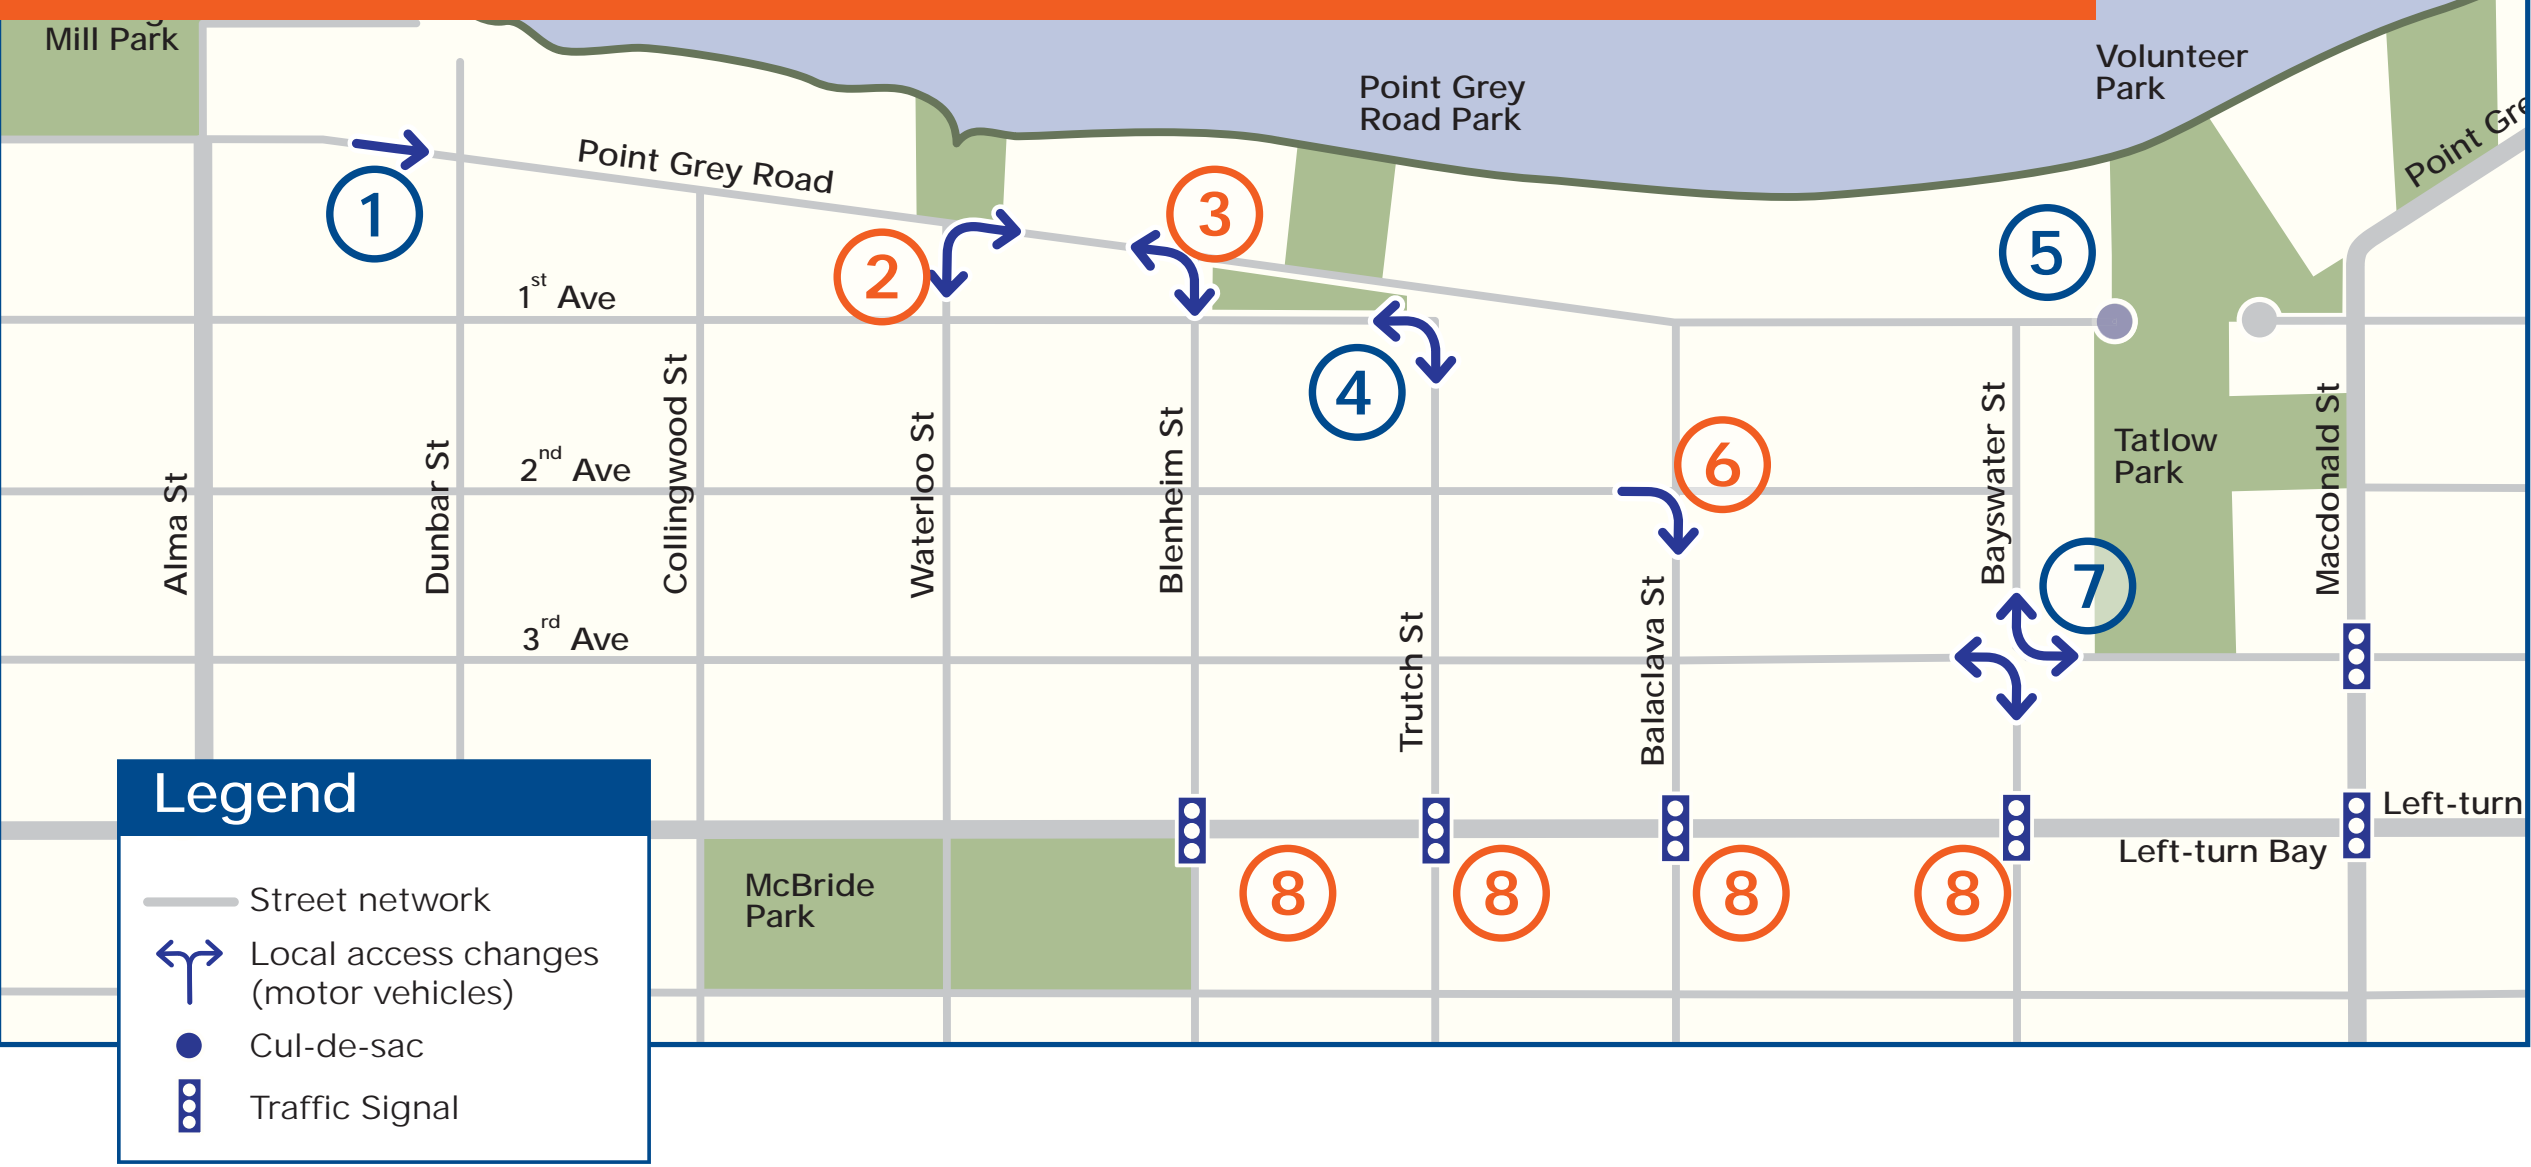 Mill Park
Volunteer
Park
Point Grey
Road Park
Point Gre
Point Grey Road
1
2
3
5
1st Ave
4
2nd Ave
6
Tatlow
Park
Alma St
Dunbar St
Collingwood St
Waterloo St
Blenheim St
Trutch St
Balaclava St
Bayswater St
Macdonald St
7
3rd Ave
Left-turn
Left-turn Bay
McBride
Park
8
8
8
8
Legend
Street network
Local access changes
(motor vehicles)
Cul-de-sac
Traffic Signal